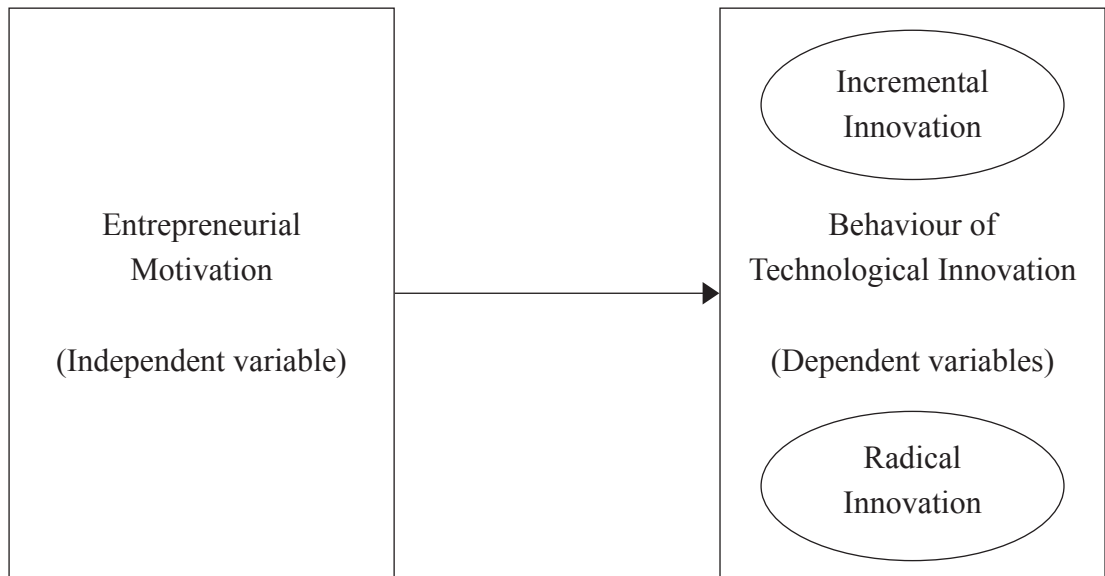 Entrepreneurial
Motivation
(Independent variable)
Incremental
Innovation
Behaviour of
Technological Innovation
(Dependent variables)
Radical
Innovation